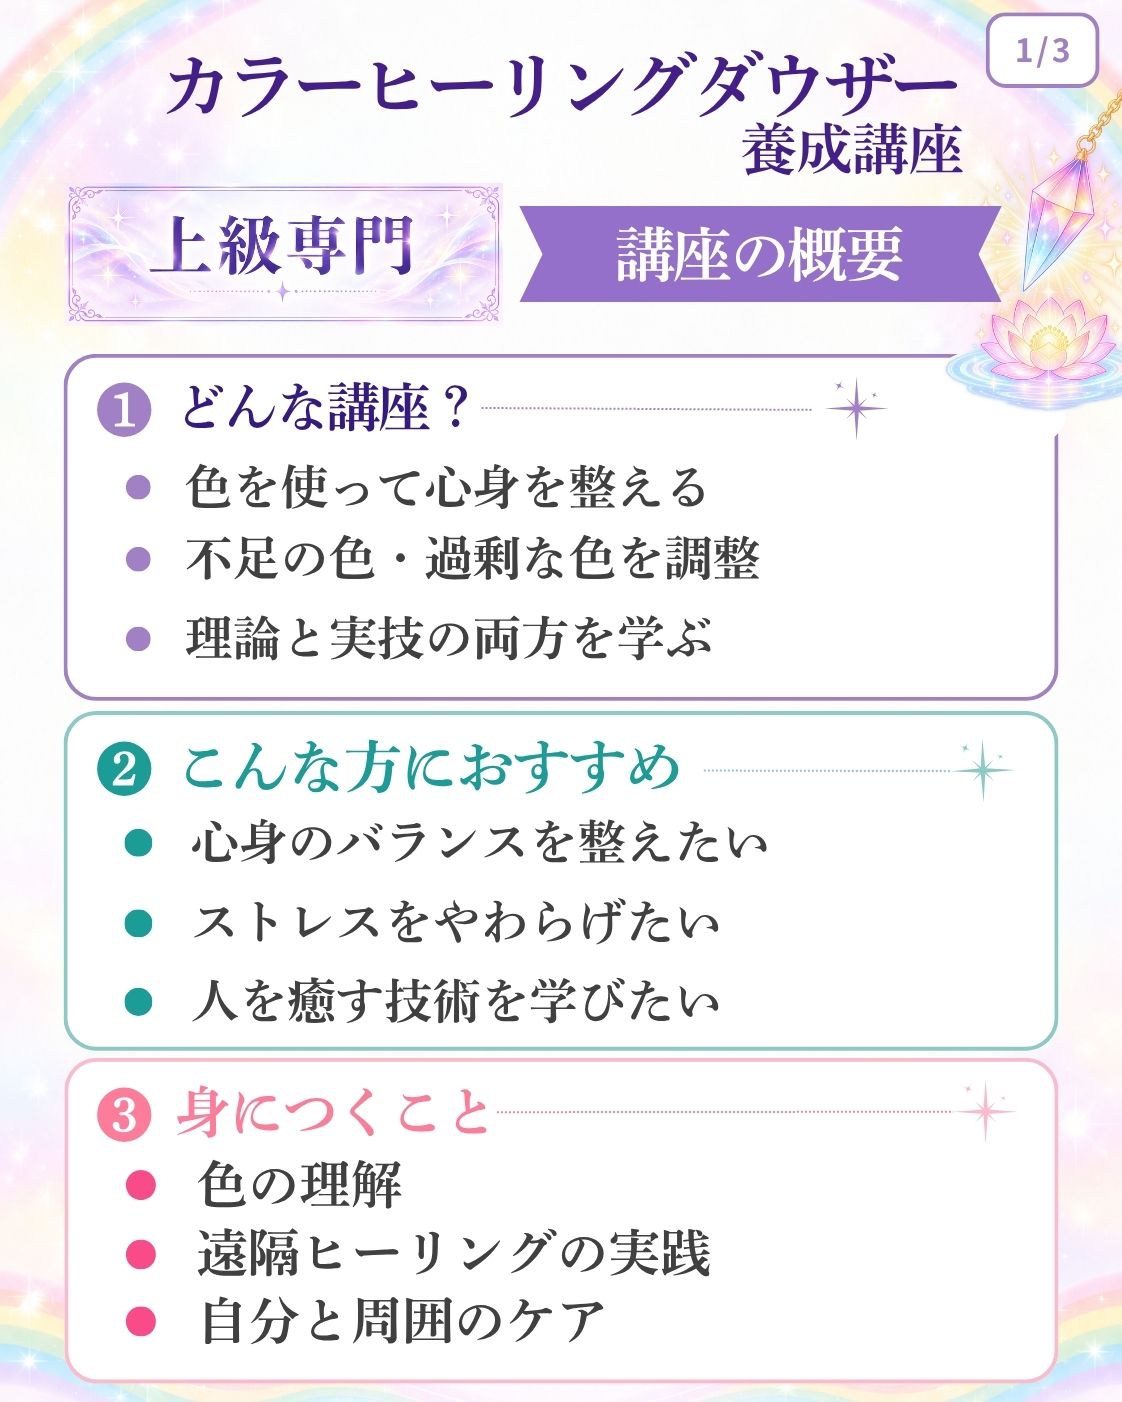 1/3
カラーヒーリングダウザー
養成講座
上級専門
講座の概要
1 どんな講座？
● 色を使って心身を整える
● 不足の色・過剰な色を調整
● 理論と実技の両方を学ぶ
2 こんな方におすすめ
● 心身のバランスを整えたい
● ストレスをやわらげたい
● 人を癒す技術を学びたい
3 身につくこと
● 色の理解
● 遠隔ヒーリングの実践
● 自分と周囲のケア